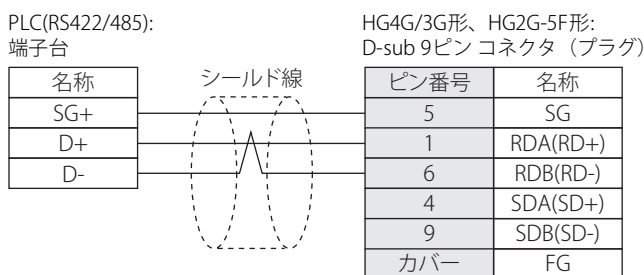 PLC(RS422/485):
端子台
名称
SG+
D+
D-
シールド線
HG4G/3G形、HG2G-5F形:
D-sub 9ピン コネクタ（プラグ）
ピン番号 名称
5 SG
1 RDA(RD+)
6 RDB(RD-)
4 SDA(SD+)
9 SDB(SD-)
カバー FG